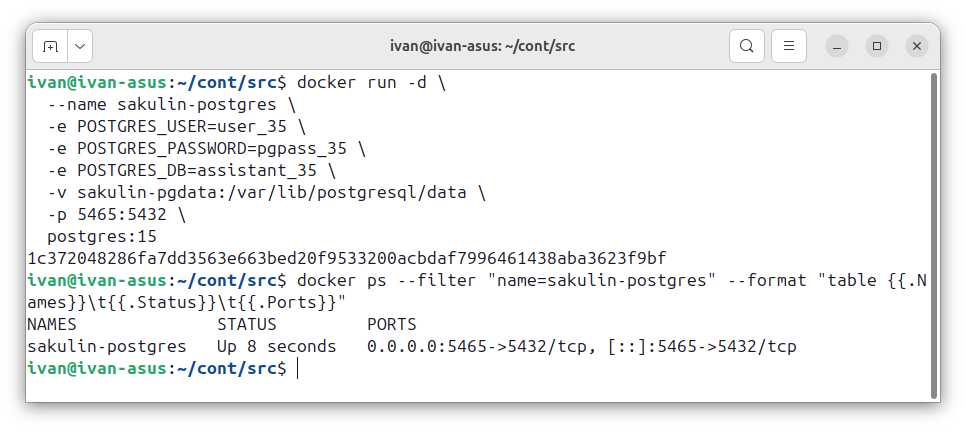 ivan@ivan-asus: ~/cont/src
ivan@ivan-asus:~/cont/src$ docker run -d \
  --name sakulin-postgres \
  -e POSTGRES_USER=user_35 \
  -e POSTGRES_PASSWORD=pgpass_35 \
  -e POSTGRES_DB=assistant_35 \
  -v sakulin-pgdata:/var/lib/postgresql/data \
  -p 5465:5432 \
  postgres:15
1c372048286fa7dd3563e663bed20f9533200acbdaf7996461438aba3623f9bf
ivan@ivan-asus:~/cont/src$ docker ps --filter "name=sakulin-postgres" --format "table {{.N
ames}}\t{{.Status}}\t{{.Ports}}"
NAMES              STATUS         PORTS
sakulin-postgres   Up 8 seconds   0.0.0.0:5465->5432/tcp, [::]:5465->5432/tcp
ivan@ivan-asus:~/cont/src$